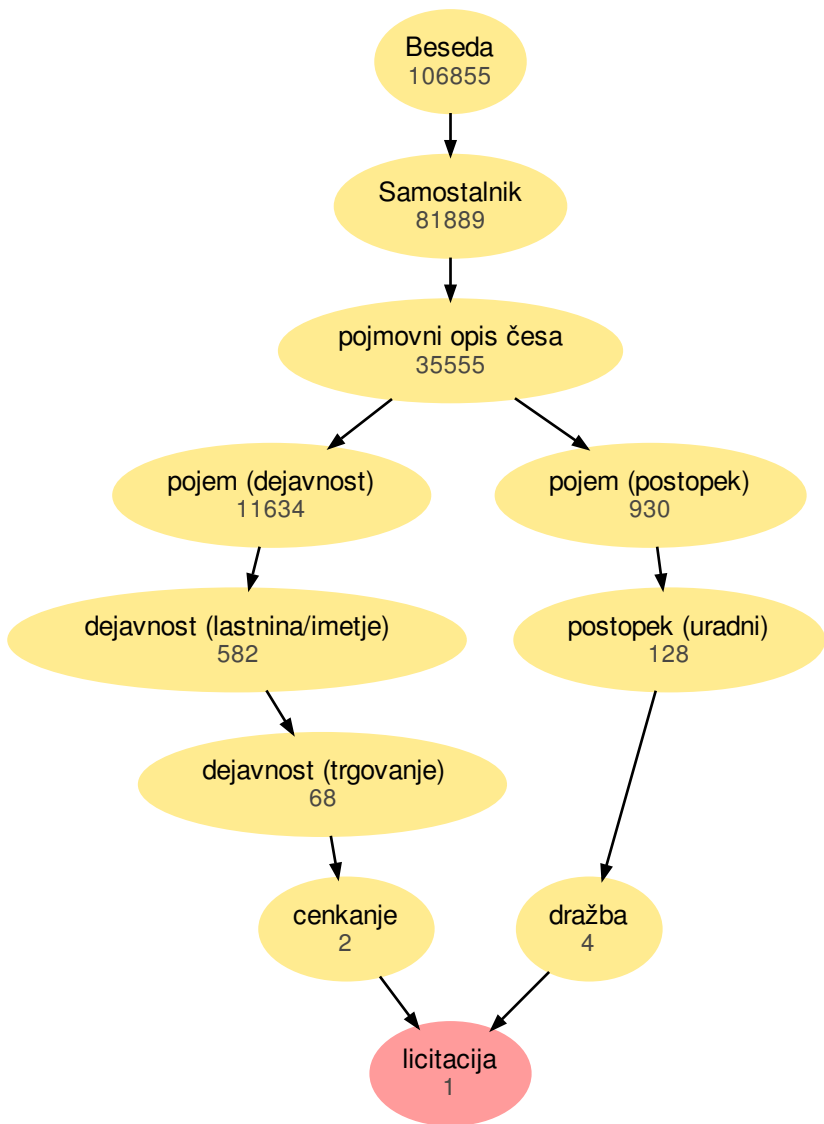 Beseda
106855
Samostalnik
81889
pojmovni opis česa
35555
pojem (dejavnost)
11634
pojem (postopek)
930
dejavnost (lastnina/imetje)
582
postopek (uradni)
128
dejavnost (trgovanje)
68
cenkanje
2
dražba
4
licitacija
1